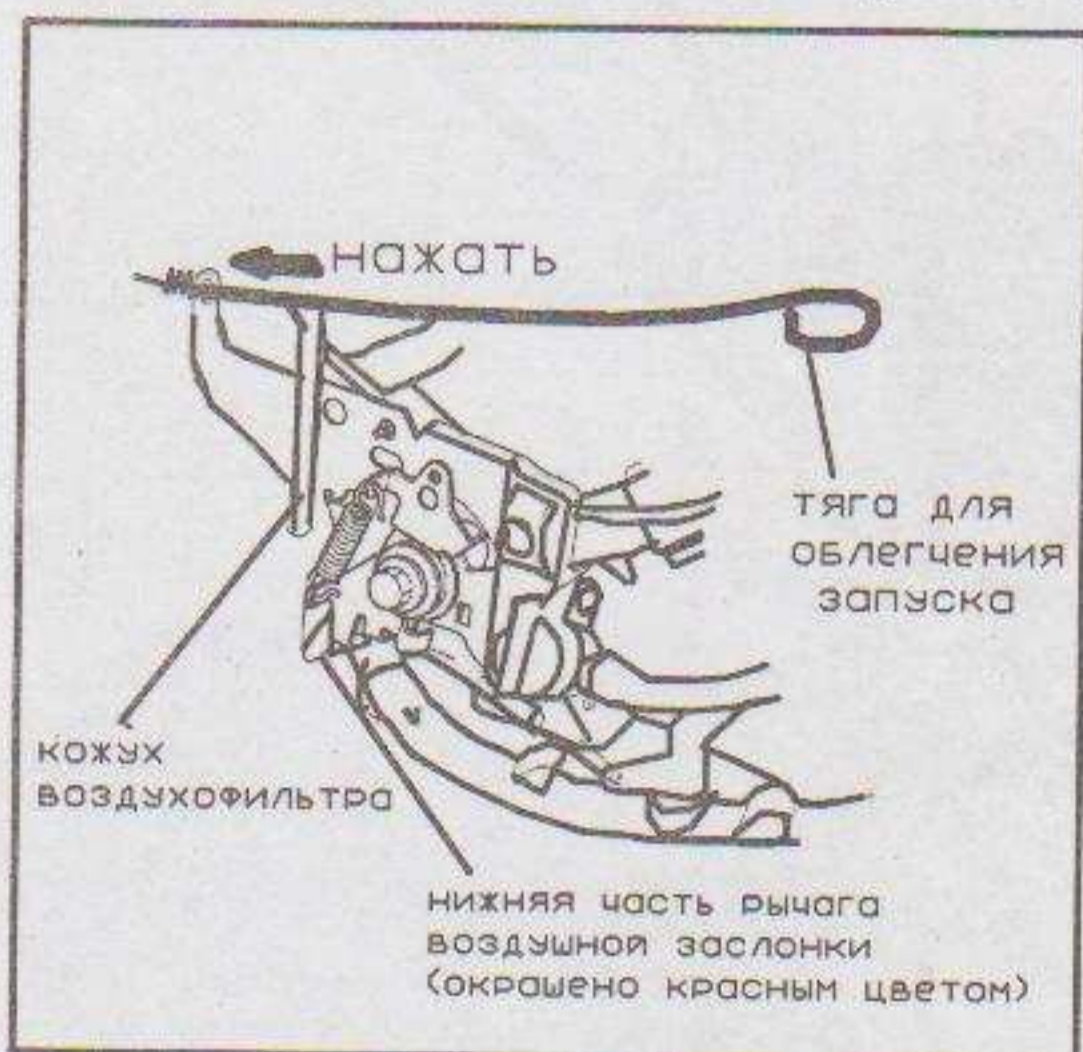 НАЖАТЬ
ТЯГА ДЛЯ
ОБЛЕГЧЕНИЯ
ЗАПУСКА
КОЖУХ
ВОЗДУХОФИЛЬТРА
НИЖНЯЯ ЧАСТЬ РЫЧАГА
ВОЗДУШНОЙ ЗАСЛОНКИ
(ОКРАШЕНО КРАСНЫМ ЦВЕТОМ)